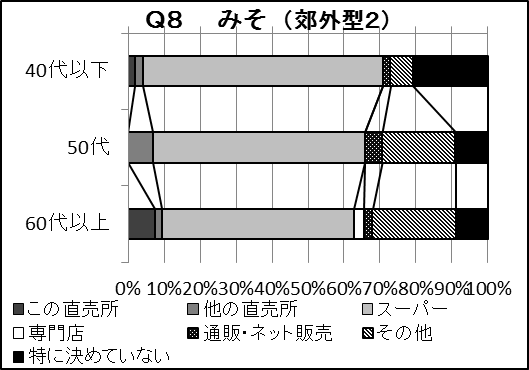 Q8 みそ（郊外型2）
40代以下
50代
60代以上
0% 10% 20% 30% 40% 50% 60% 70% 80% 90% 100%
■この直売所 ■他の直売所 □スーパー
□専門店 ■通販・ネット販売 ■その他
■特に決めていない